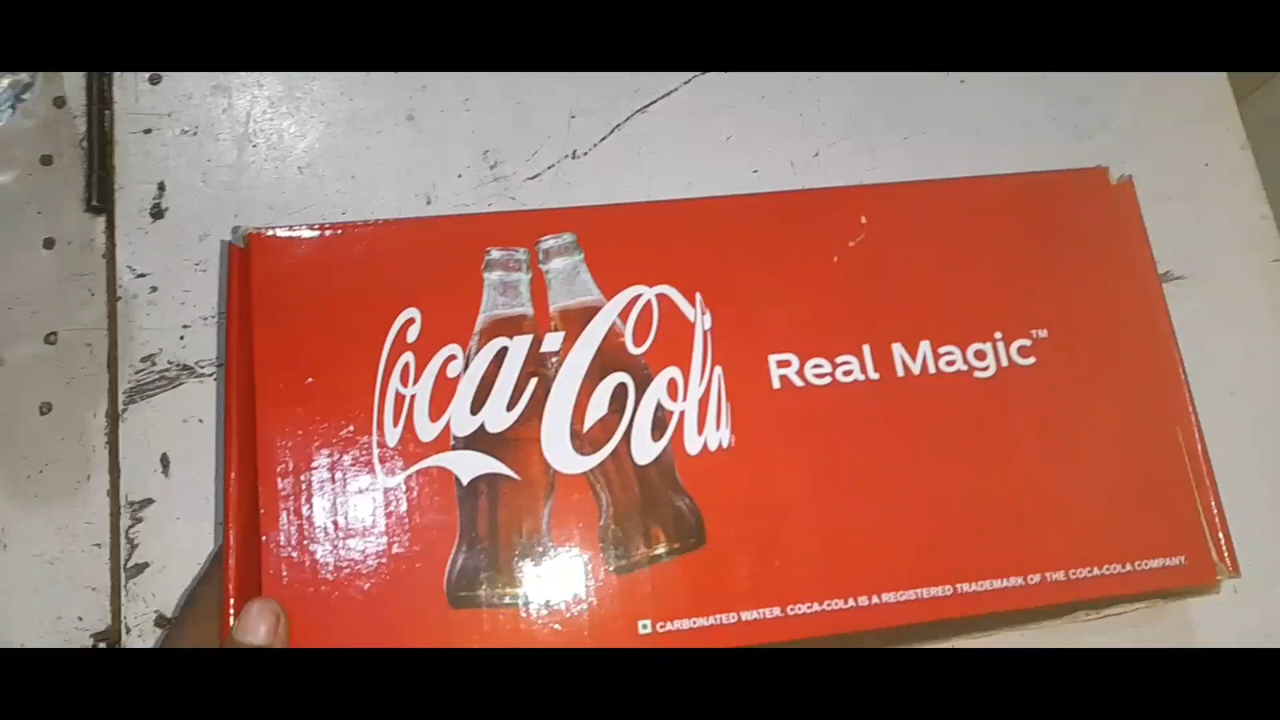 Coca-Cola
Real Magic™
CARBONATED WATER. COCA-COLA IS A REGISTERED TRADEMARK OF THE COCA-COLA COMPANY.